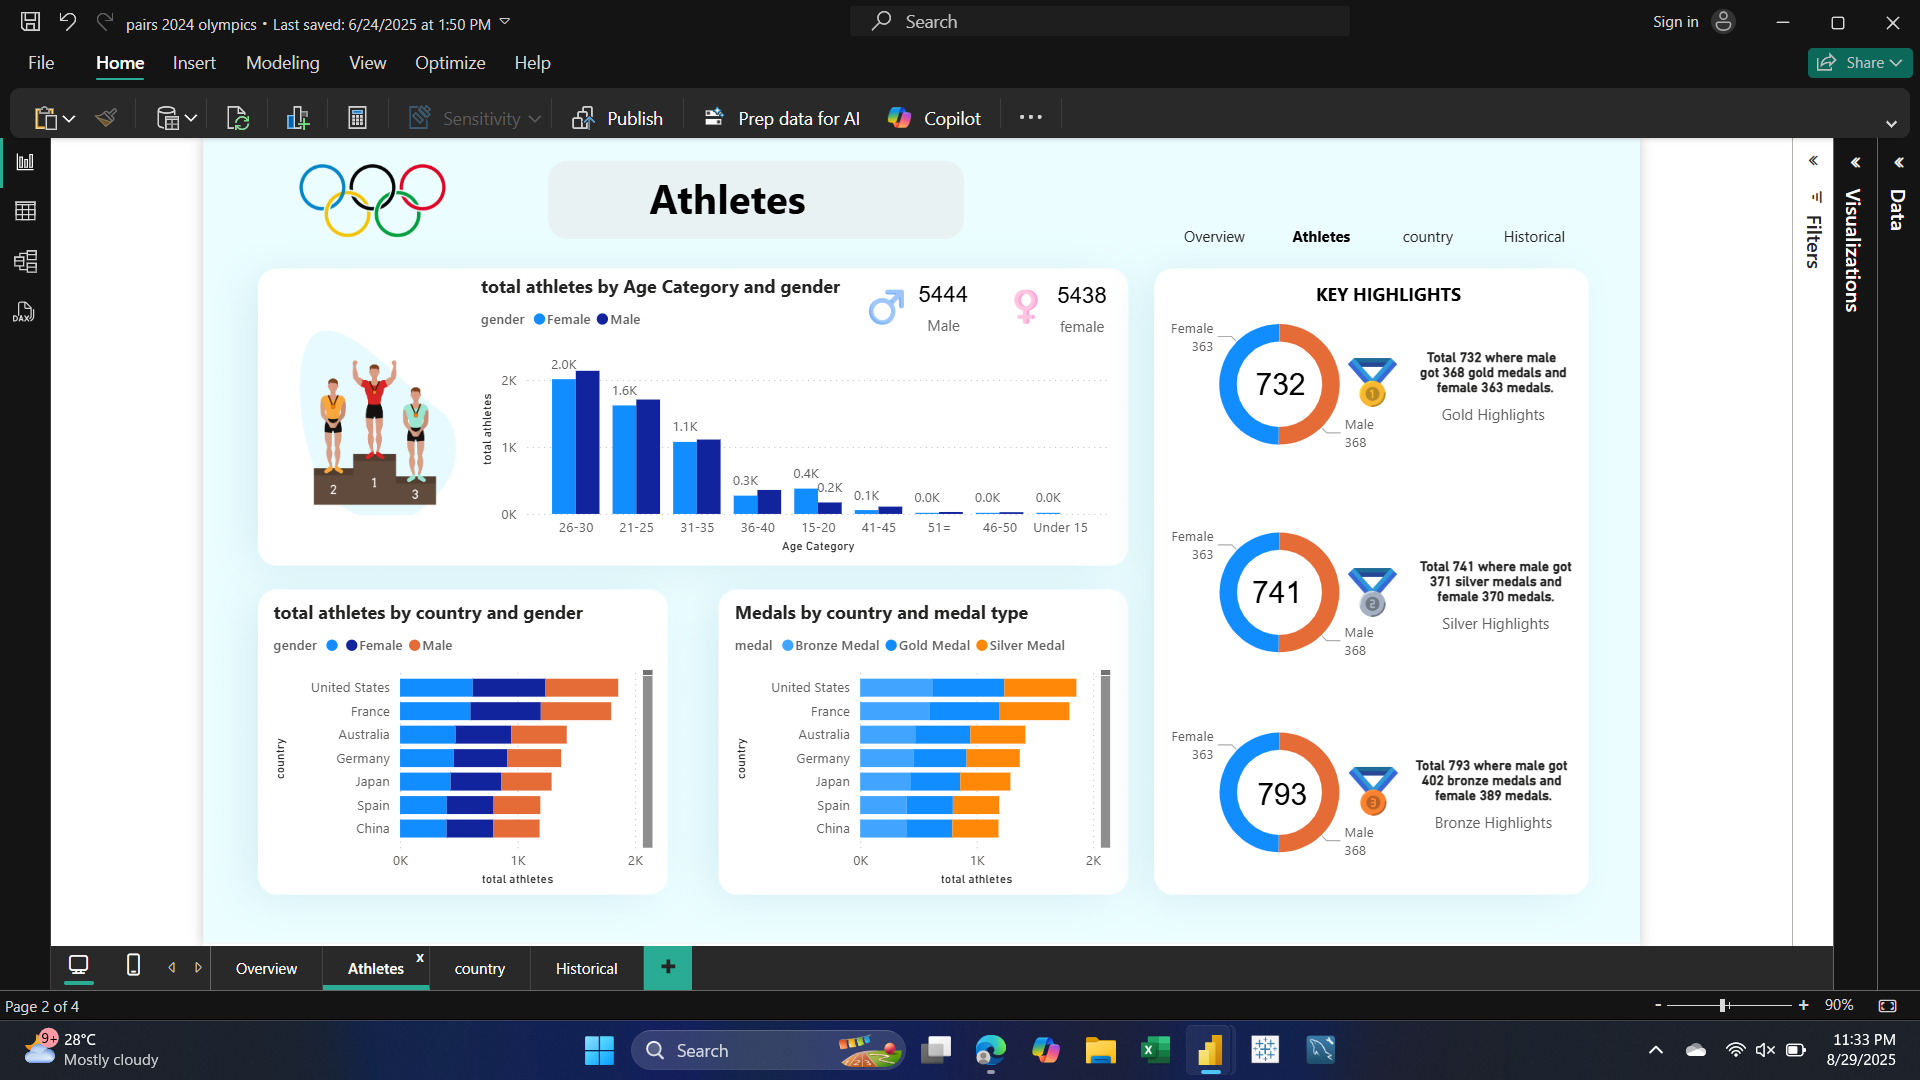 pairs 2024 olympics • Last saved: 6/24/2025 at 1:50 PM
Search
Sign in
File
Home
Insert
Modeling
View
Optimize
Help
Share
Sensitivity
Publish
Prep data for AI
Copilot
DAX
Athletes
Overview
Athletes
country
Historical
Filters
Visualizations
Data
total athletes by Age Category and gender
gender Female Male
5444
Male
5438
female
2
1
3
total athletes
2K
1K
0K
2.0K
1.6K
1.1K
0.3K
0.4K
0.2K
0.1K
0.0K
0.0K
0.0K
26-30
21-25
31-35
36-40
15-20
41-45
51=
46-50
Under 15
Age Category
total athletes by country and gender
gender Female Male
country
United States
France
Australia
Germany
Japan
Spain
China
0K
1K
2K
total athletes
Medals by country and medal type
medal Bronze Medal Gold Medal Silver Medal
country
United States
France
Australia
Germany
Japan
Spain
China
0K
1K
2K
total athletes
KEY HIGHLIGHTS
Female
363
732
Male
368
1
Total 732 where male
got 368 gold medals and
female 363 medals.
Gold Highlights
Female
363
741
Male
368
2
Total 741 where male got
371 silver medals and
female 370 medals.
Silver Highlights
Female
363
793
Male
368
3
Total 793 where male got
402 bronze medals and
female 389 medals.
Bronze Highlights
Overview
Athletes
x
country
Historical
+
Page 2 of 4
- + 90%
9+
28°C
Mostly cloudy
Search
11:33 PM
8/29/2025